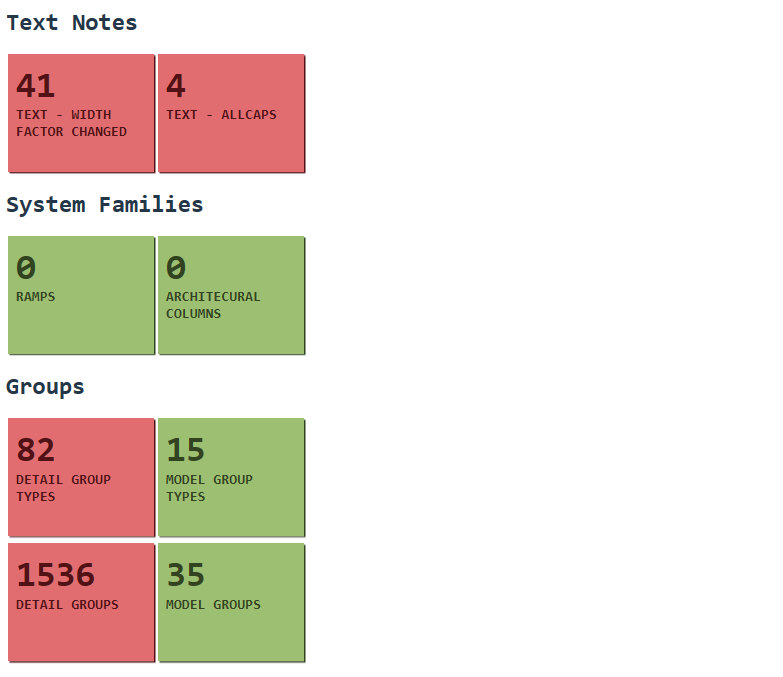 Text Notes
41
TEXT - WIDTH
FACTOR CHANGED
4
TEXT - ALLCAPS
System Families
0
RAMPS
0
ARCHITECURAL
COLUMNS
Groups
82
DETAIL GROUP
TYPES
15
MODEL GROUP
TYPES
1536
DETAIL GROUPS
35
MODEL GROUPS